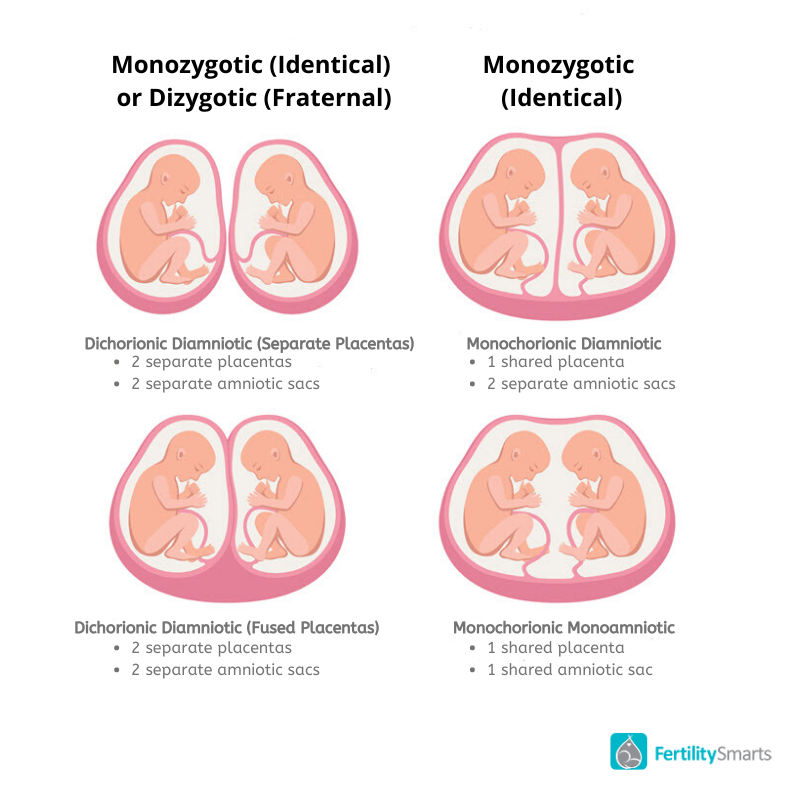 Monozygotic (Identical)
or Dizygotic (Fraternal)
Monozygotic
(Identical)
Dichorionic Diamniotic (Separate Placentas)
• 2 separate placentas
• 2 separate amniotic sacs
Monochorionic Diamniotic
• 1 shared placenta
• 2 separate amniotic sacs
Dichorionic Diamniotic (Fused Placentas)
• 2 separate placentas
• 2 separate amniotic sacs
Monochorionic Monoamniotic
• 1 shared placenta
• 1 shared amniotic sac
FertilitySmarts